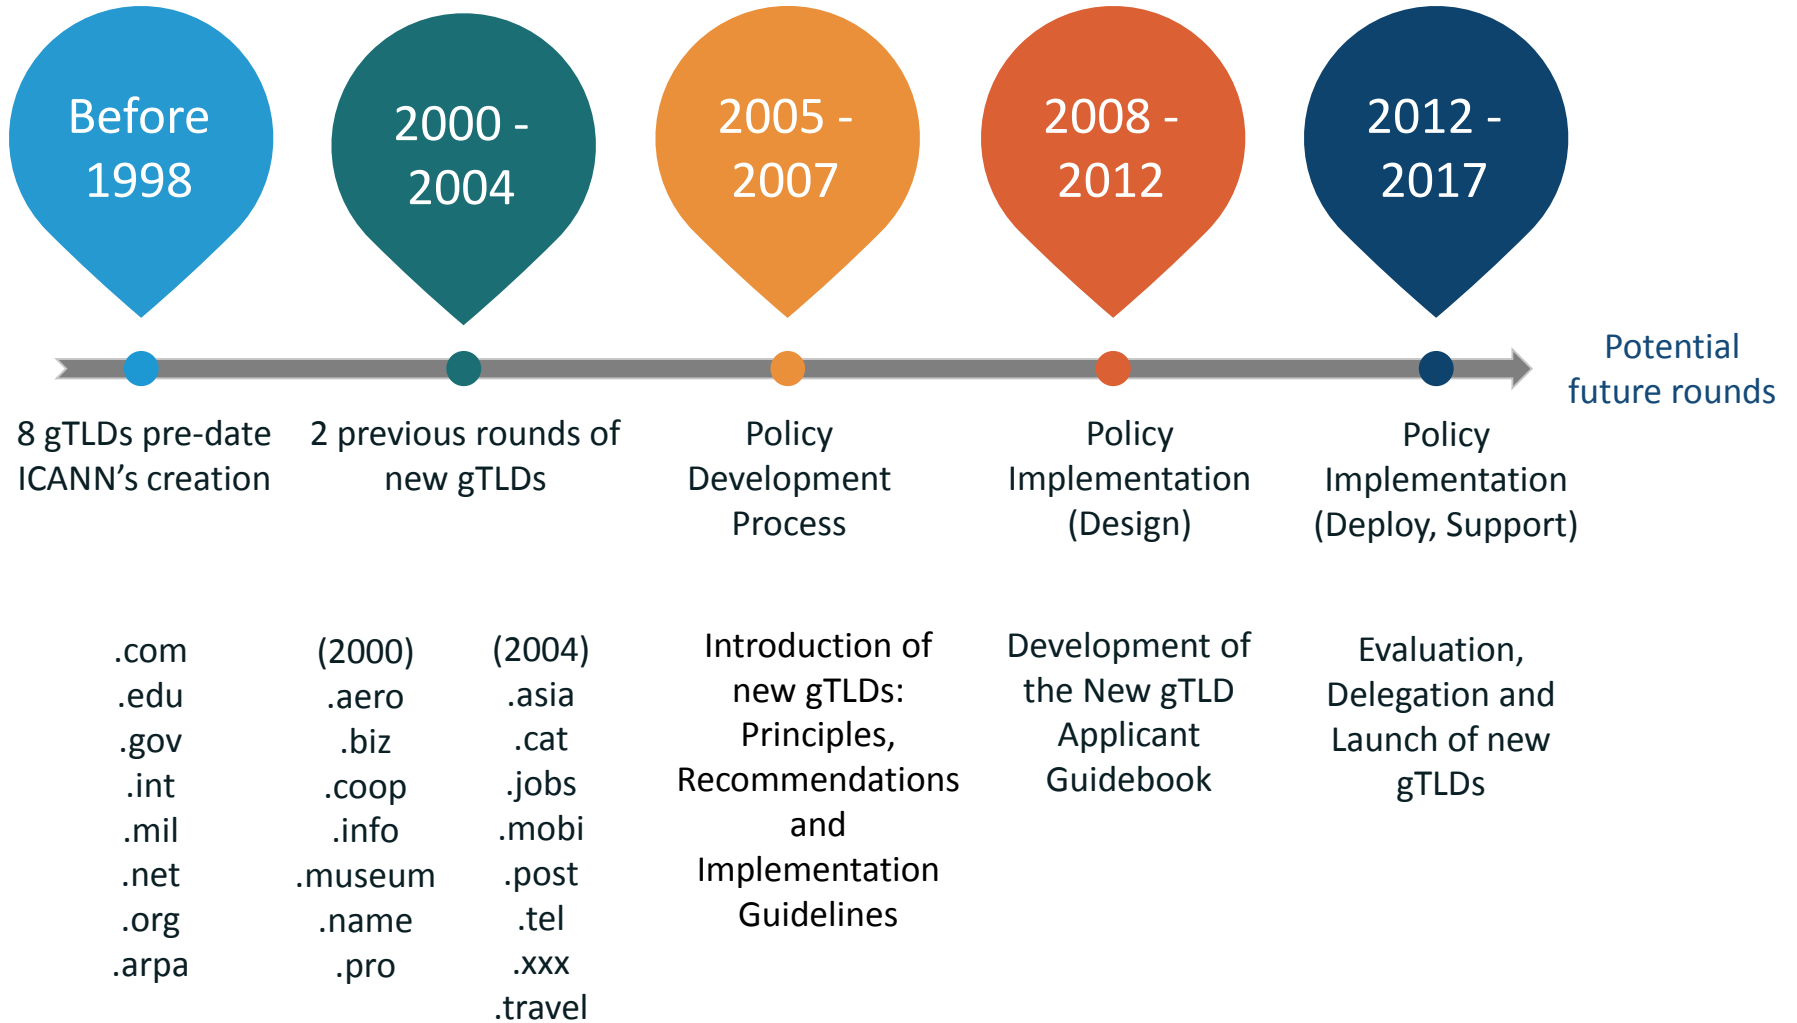 Before
1998
2000 -
2004
2005 -
2007
2008 -
2012
2012 -
2017
Potential
future rounds
8 gTLDs pre-date
ICANN’s creation
2 previous rounds of
new gTLDs
Policy
Development
Process
Policy
Implementation
(Design)
Policy
Implementation
(Deploy, Support)
.com
.edu
.gov
.int
.mil
.net
.org
.arpa
(2000)
.aero
.biz
.coop
.info
.museum
.name
.pro
(2004)
.asia
.cat
.jobs
.mobi
.post
.tel
.xxx
.travel
Introduction of
new gTLDs:
Principles,
Recommendations
and
Implementation
Guidelines
Development of
the New gTLD
Applicant
Guidebook
Evaluation,
Delegation and
Launch of new
gTLDs